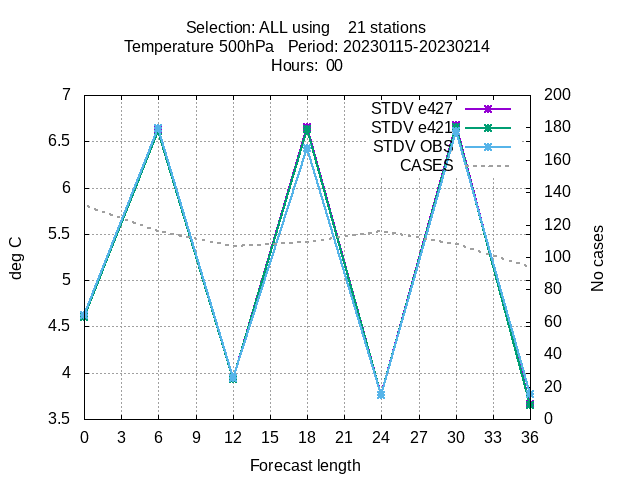 Selection: ALL using    21 stations
Temperature 500hPa   Period: 20230115-20230214
Hours:  00
STDV e427
STDV e421
STDV OBS
CASES
deg C
7
6.5
6
5.5
5
4.5
4
3.5
No cases
200
180
160
140
120
100
80
60
40
20
0
0 3 6 9 12 15 18 21 24 27 30 33 36
Forecast length